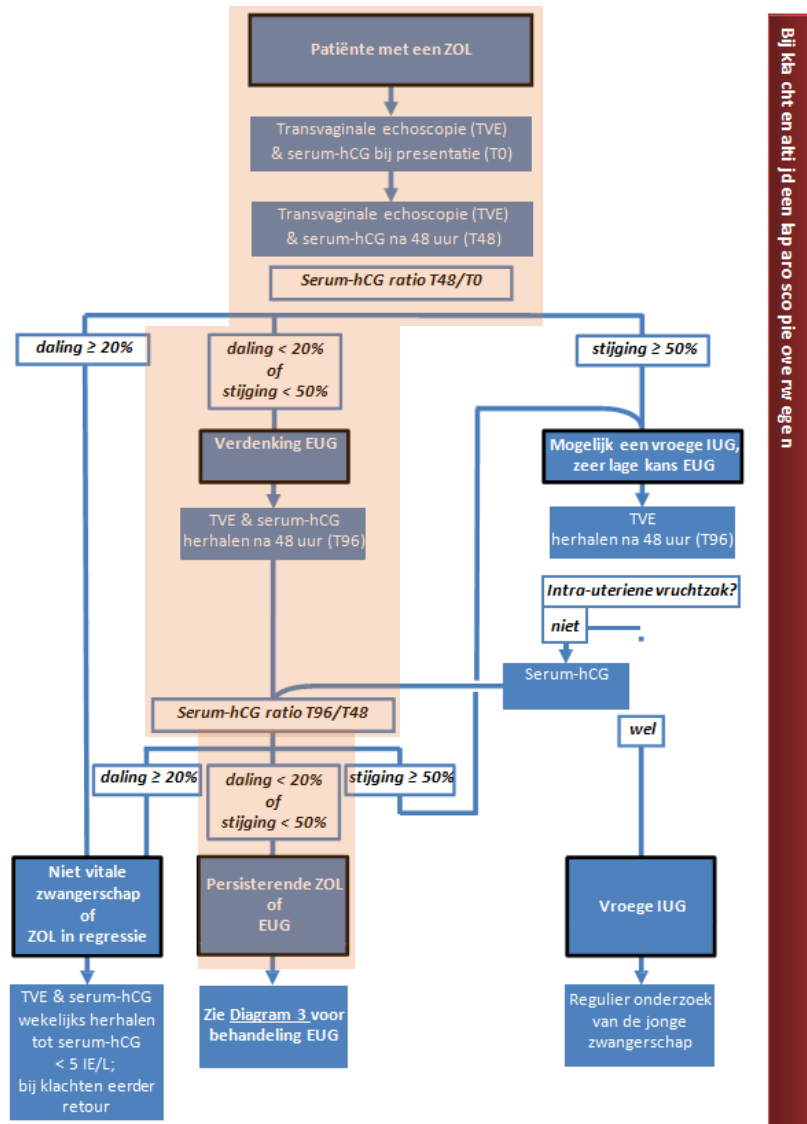 Patiënte met een ZOL
Transvaginale echoscopie (TVE)
& serum-hCG bij presentatie (T0)
Transvaginale echoscopie (TVE)
& serum-hCG na 48 uur (T48)
Serum-hCG ratio T48/T0
daling ≥ 20%
daling < 20%
of
stijging < 50%
stijging ≥ 50%
Verdenking EUG
Mogelijk een vroege IUG,
zeer lage kans EUG
TVE & serum-hCG
herhalen na 48 uur (T96)
TVE
herhalen na 48 uur (T96)
Intra-uteriene vruchtzak?
niet
Serum-hCG
Serum-hCG ratio T96/T48
wel
daling ≥ 20%
daling < 20%
of
stijging < 50%
stijging ≥ 50%
Niet vitale
zwangerschap
of
ZOL in regressie
Persisterende ZOL
of
EUG
Vroege IUG
TVE & serum-hCG
wekelijks herhalen
tot serum-hCG
< 5 IE/L;
bij klachten eerder
retour
Zie Diagram 3 voor
behandeling EUG
Regulier onderzoek
van de jonge
zwangerschap
Bij kla cht en alti jd een lap aro sco pie ove rw ege n